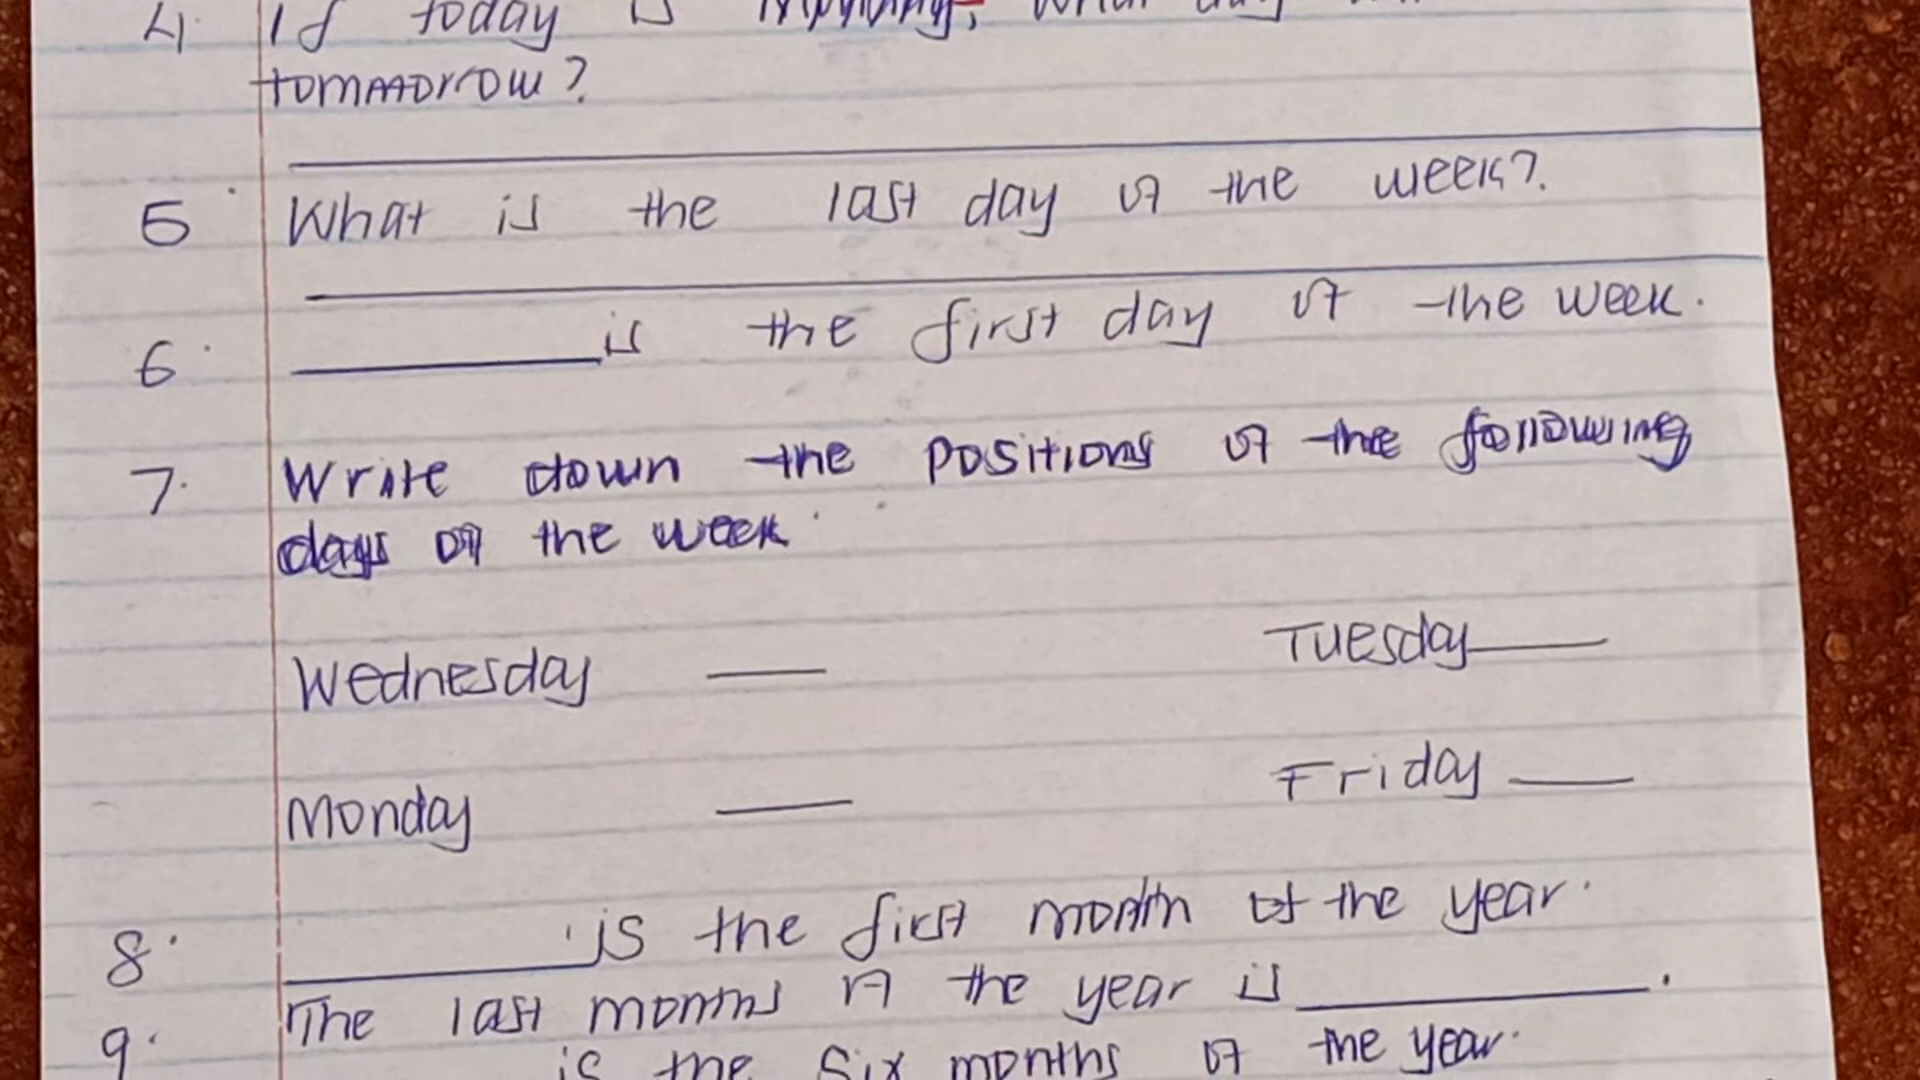 4. If today is
tomaorrow?
5. What is the last day of the week?
6. ______ is the first day of the week.
7. Write down the positions of the following
days of the week.
Wednesday ___ Tuesday ___
Monday ___ Friday ___
8. ______ is the first month of the year.
9. The last months of the year is ______.
is the six months of the year.